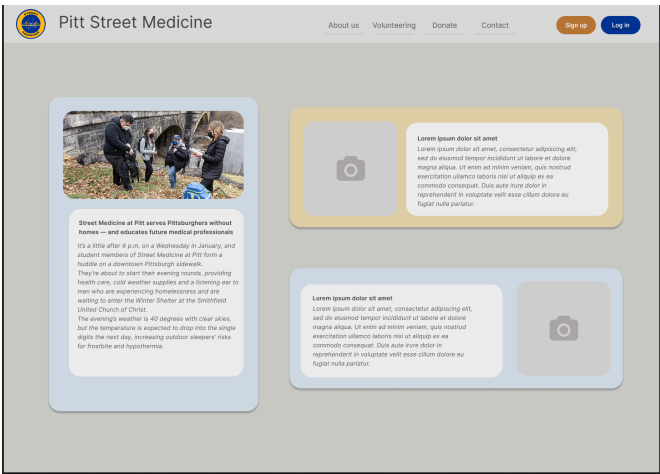 Pitt Street Medicine
About us
Volunteering
Donate
Contact
Sign up
Log in
Street Medicine at Pitt serves Pittsburghers without
homes — and educates future medical professionals
It's a little after 6 p.m. on a Wednesday in January, and
student members of Street Medicine at Pitt form a
huddle on a downtown Pittsburgh sidewalk.
They're about to start their evening rounds, providing
health care, cold weather supplies and a listening ear to
men who are experiencing homelessness and are
waiting to enter the Winter Shelter at the Smithfield
United Church of Christ.
The evening's weather is 40 degrees with clear skies,
but the temperature is expected to drop into the single
digits the next day, increasing outdoor sleepers' risks
for frostbite and hypothermia.
Lorem ipsum dolor sit amet
Lorem ipsum dolor sit amet, consectetur adipiscing elit,
sed do eiusmod tempor incididunt ut labore et dolore
magna aliqua. Ut enim ad minim veniam, quis nostrud
exercitation ullamco laboris nisi ut aliquip ex ea
commodo consequat. Duis aute irure dolor in
reprehenderit in voluptate velit esse cillum dolore eu
fugiat nulla pariatur.
Lorem ipsum dolor sit amet
Lorem ipsum dolor sit amet, consectetur adipiscing elit,
sed do eiusmod tempor incididunt ut labore et dolore
magna aliqua. Ut enim ad minim veniam, quis nostrud
exercitation ullamco laboris nisi ut aliquip ex ea
commodo consequat. Duis aute irure dolor in
reprehenderit in voluptate velit esse cillum dolore eu
fugiat nulla pariatur.